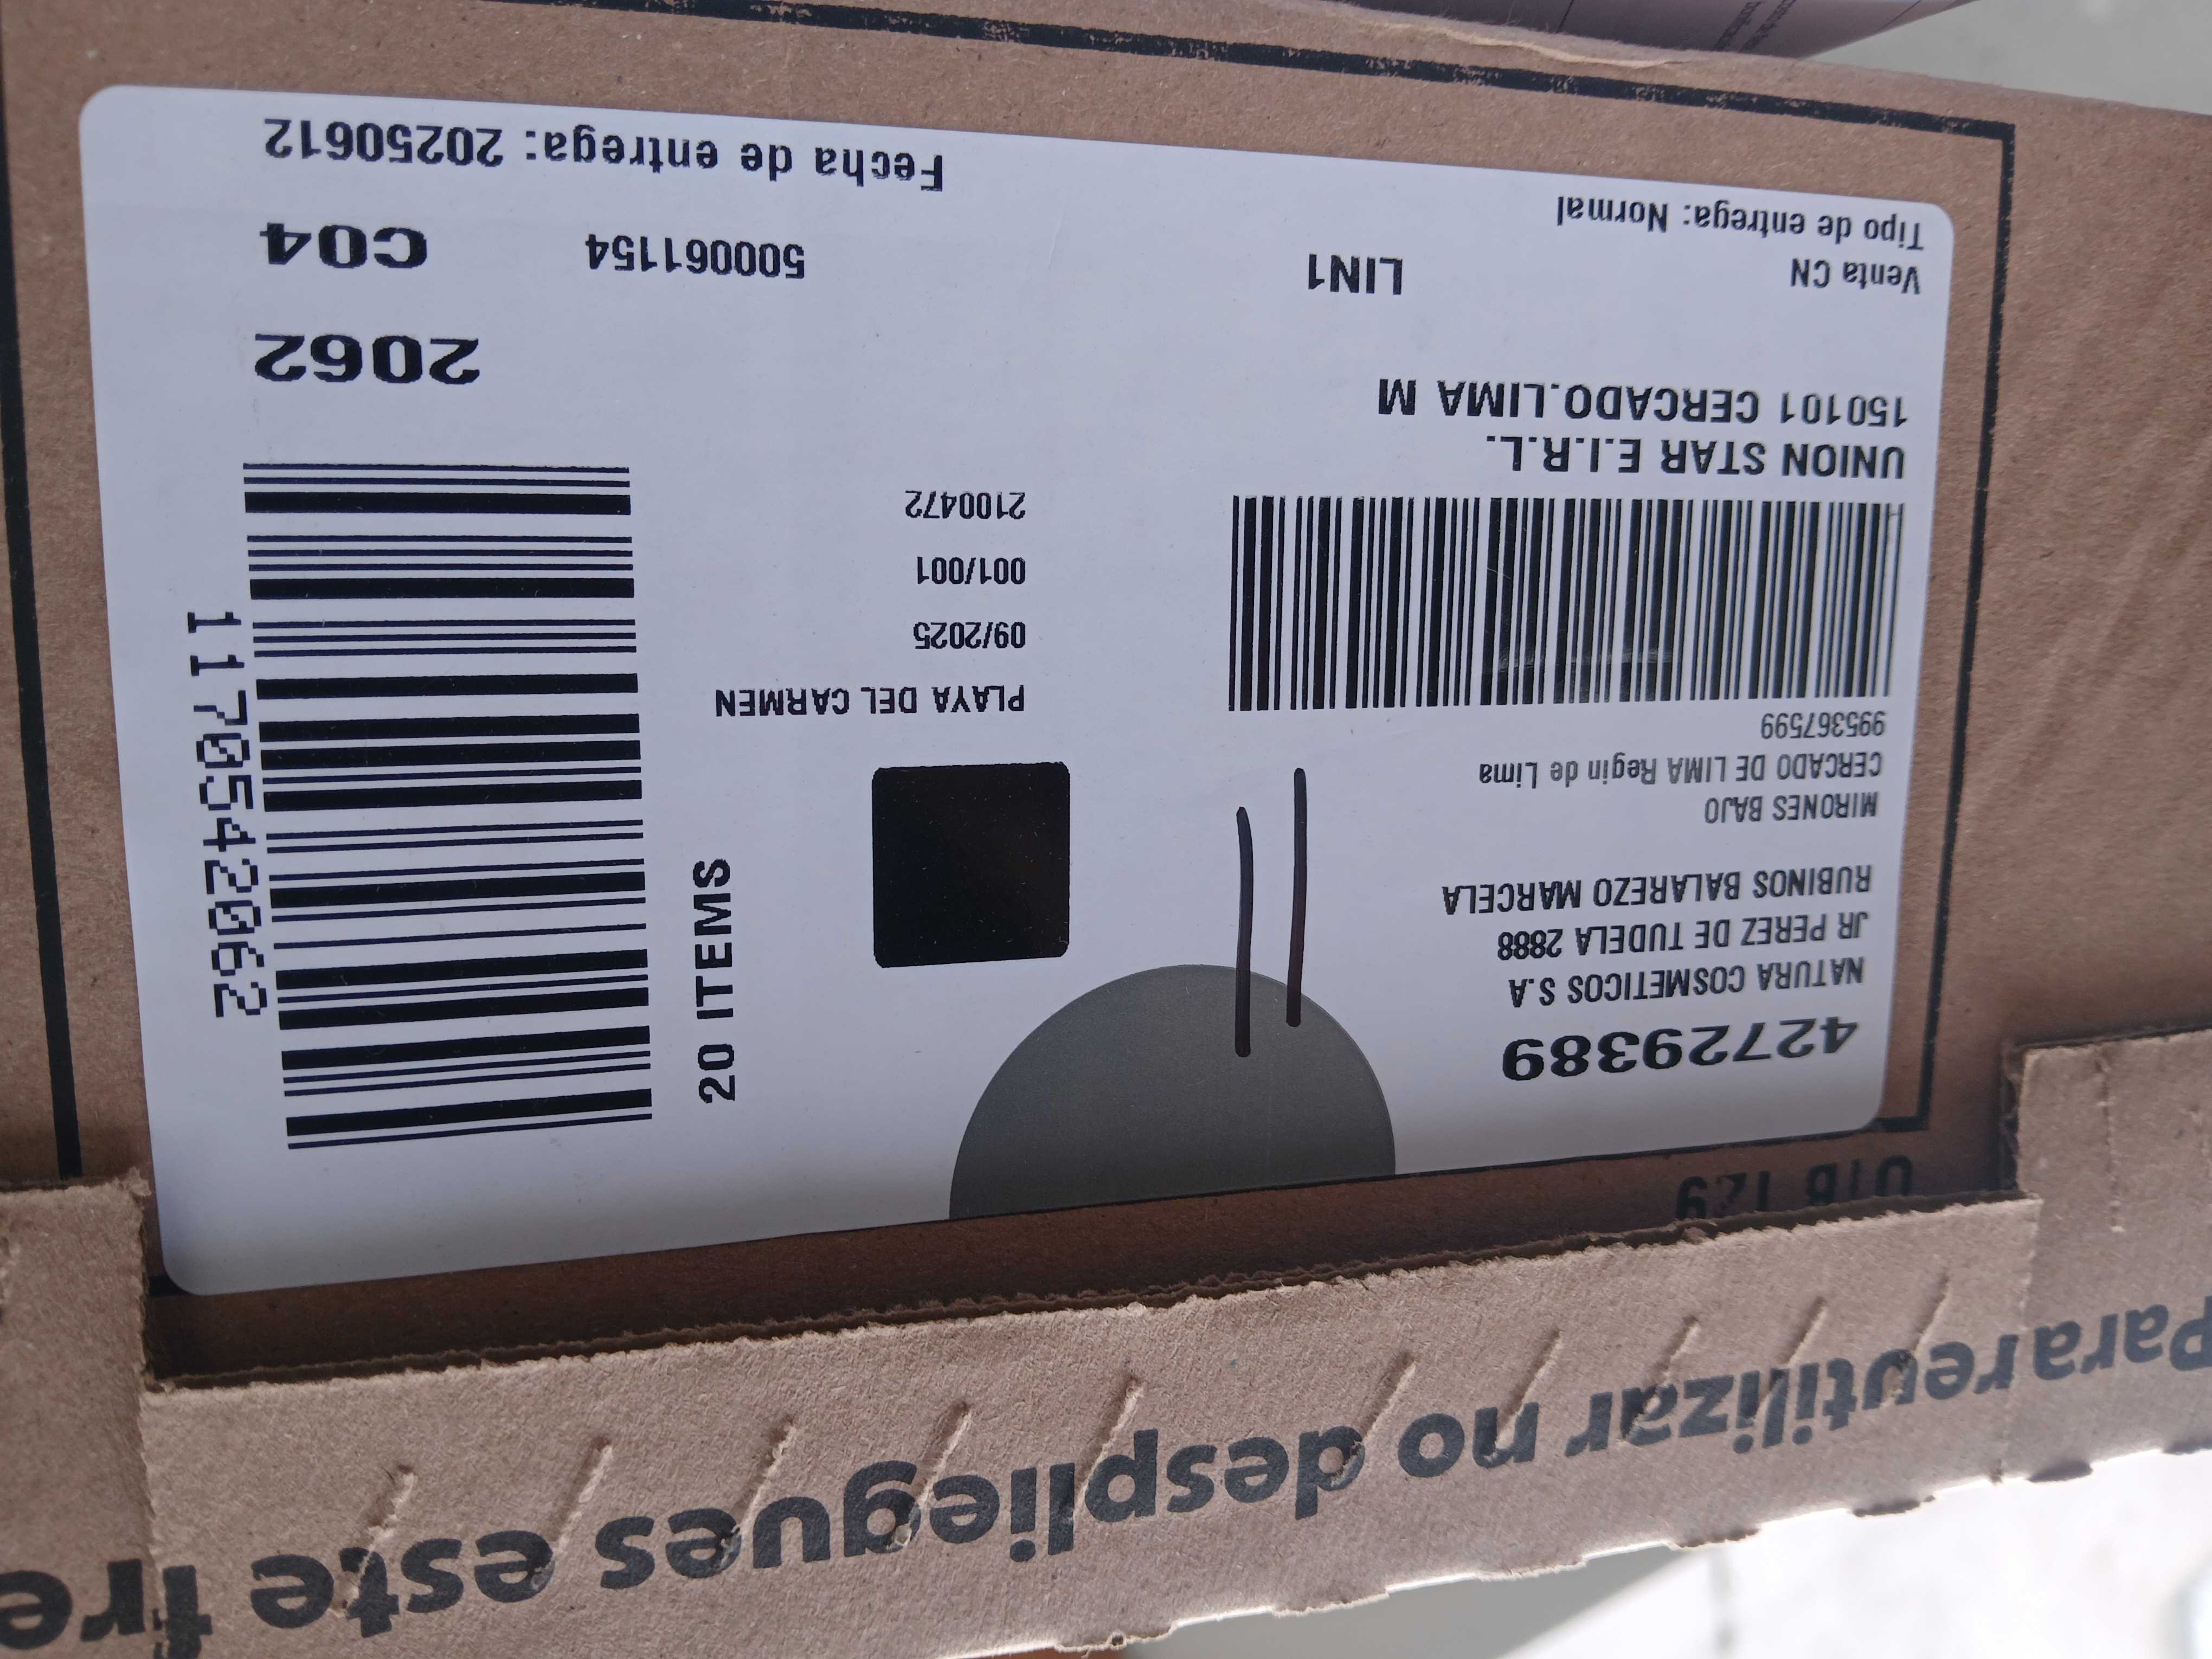 42729389
NATURA COSMETICOS S.A
JR PEREZ DE TUDELA 2888
RUBINOS BALAREZO MARCELA
MIRONES BAJO
CERCADO DE LIMA Regin de Lima
995367599
UNION STAR E.I.R.L.
150101 CERCADO.LIMA M
Venta CN
LIN1
Tipo de entrega: Normal
20 ITEMS
PLAYA DEL CARMEN
09/2025
001/001
2100472
1170542062
2062
500061154
C04
Fecha de entrega: 20250612
129
Para reutilizar no despliegues este